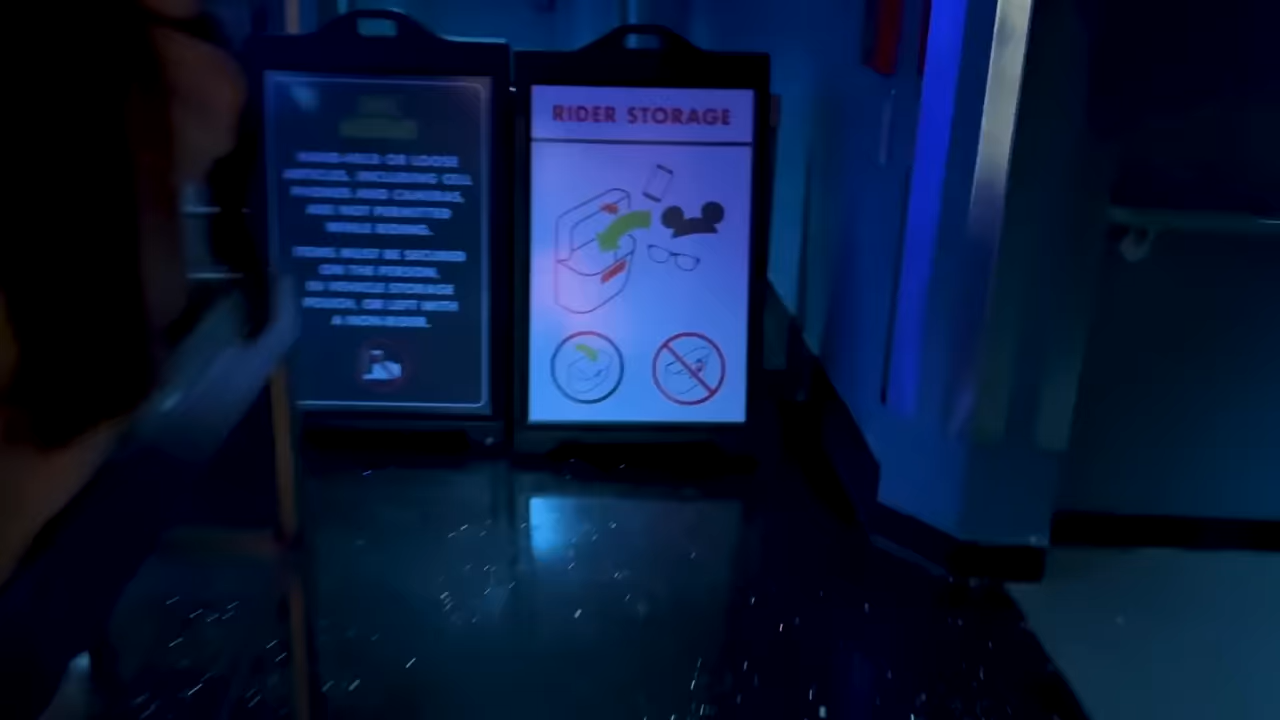 HAND-HELD OR LOOSE
ARTICLES, INCLUDING CELL
PHONES AND CAMERAS,
ARE NOT PERMITTED
WHILE RIDING.
ITEMS MUST BE SECURED
ON THE PERSON,
IN VEHICLE STORAGE
POUCH, OR LEFT WITH
A NON-RIDER.
RIDER STORAGE